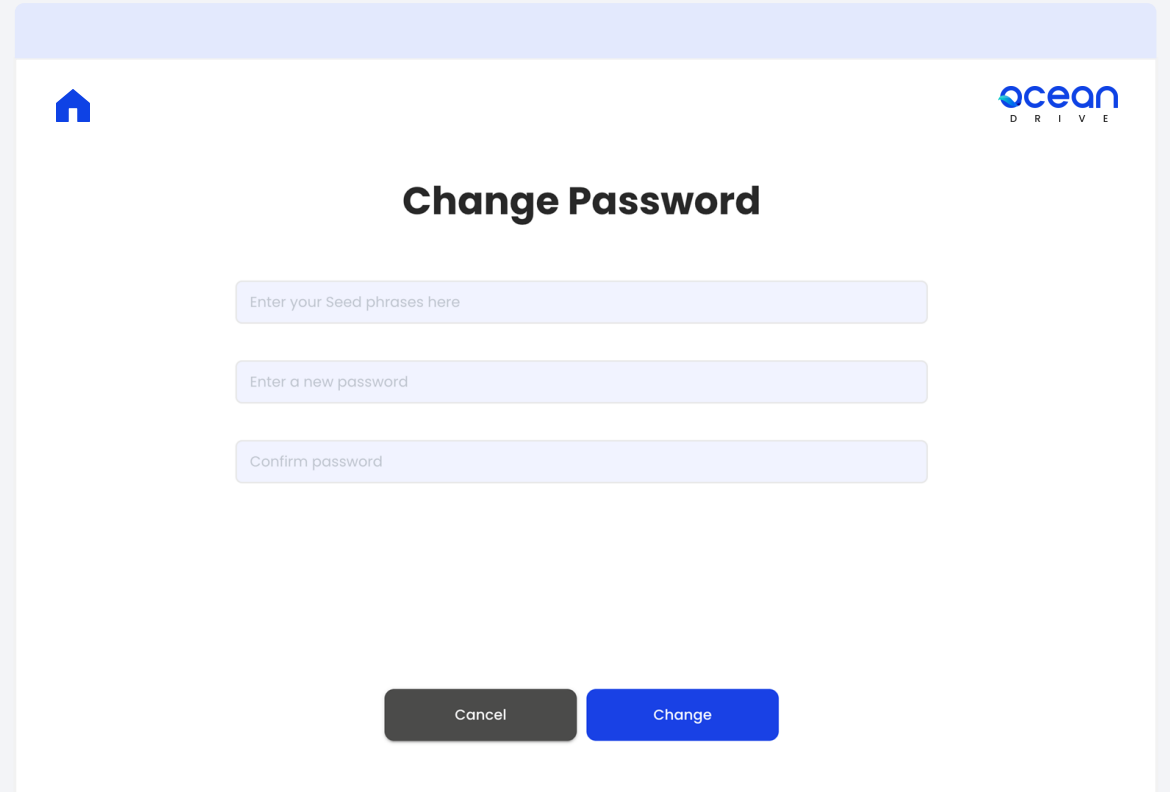 ocean
DRIVE
Change Password
Enter your Seed phrases here
Enter a new password
Confirm password
Cancel
Change